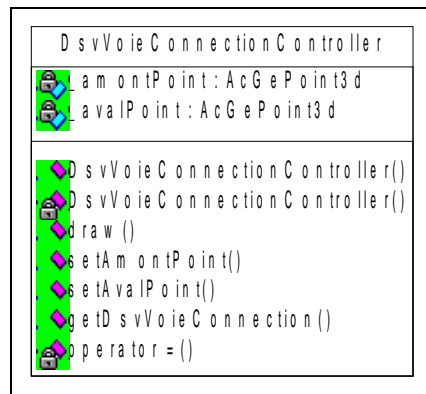 DsvVoieConnectionController
_amontPoint : AcGePoint3d
_avalPoint : AcGePoint3d
DsvVoieConnectionController()
DsvVoieConnectionController()
draw()
setAmontPoint()
setAvalPoint()
getDsvVoieConnection()
operator=()